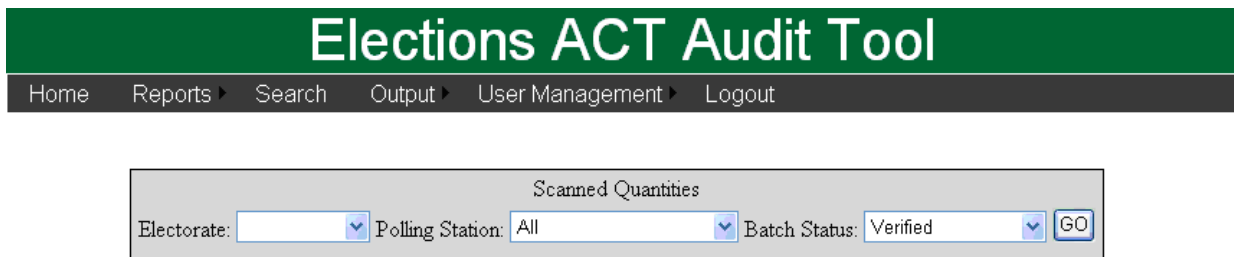 Elections ACT Audit Tool
Home Reports Search Output User Management Logout
Scanned Quantities
Electorate: Polling Station: All Batch Status: Verified GO